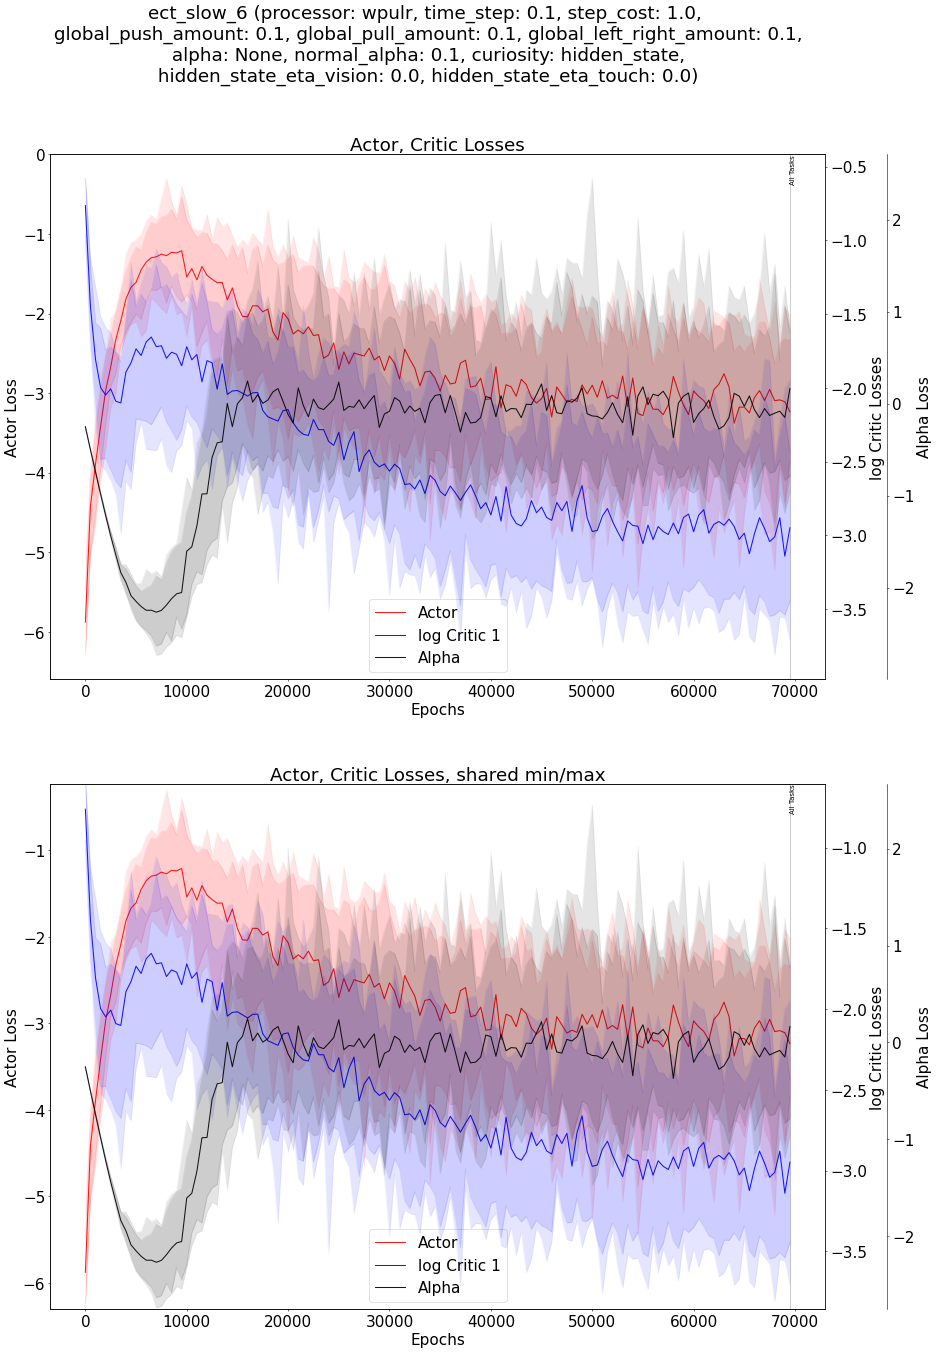 ect_slow_6 (processor: wpulr, time_step: 0.1, step_cost: 1.0,
global_push_amount: 0.1, global_pull_amount: 0.1, global_left_right_amount: 0.1,
alpha: None, normal_alpha: 0.1, curiosity: hidden_state,
hidden_state_eta_vision: 0.0, hidden_state_eta_touch: 0.0)
Actor, Critic Losses
0
−1
−2
−3
−4
−5
−6
Actor Loss
All Tasks
−0.5
−1.0
−1.5
−2.0
−2.5
−3.0
−3.5
log Critic Losses
2
1
0
−1
−2
Alpha Loss
Actor
log Critic 1
Alpha
0 10000 20000 30000 40000 50000 60000 70000
Epochs
Actor, Critic Losses, shared min/max
−1
−2
−3
−4
−5
−6
Actor Loss
All Tasks
−1.0
−1.5
−2.0
−2.5
−3.0
−3.5
log Critic Losses
2
1
0
−1
−2
Alpha Loss
Actor
log Critic 1
Alpha
0 10000 20000 30000 40000 50000 60000 70000
Epochs